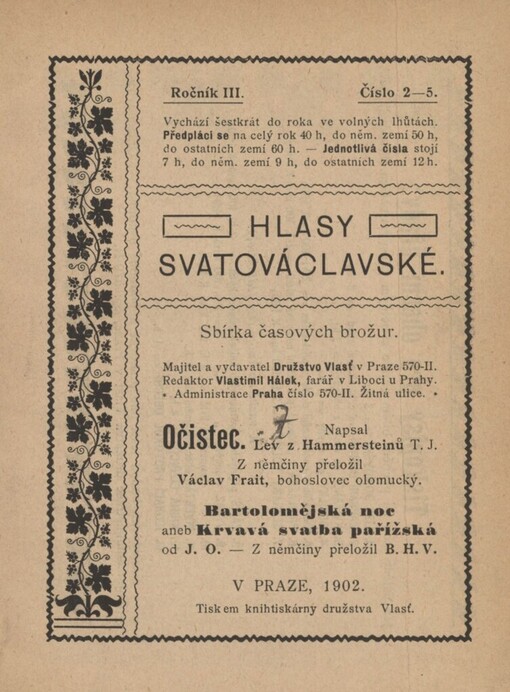 Ročník III. Číslo 2—5.
Vychází šestkrát do roka ve volných lhůtách.
Předplácí se na celý rok 40 h, do něm. zemí 50 h,
do ostatních zemí 60 h. — Jednotlivá čísla stojí
7 h, do něm. zemí 9 h, do ostatních zemí 12 h.
HLASY
SVATOVÁCLAVSKÉ.
Sbírka časových brožur.
Majitel a vydavatel Družstvo Vlasť v Praze 570-II.
Redaktor Vlastimil Hálek, farář v Liboci u Prahy.
• Administrace Praha číslo 570-II. Žitná ulice. •
Očistec. Napsal
Lev z Hammersteinů T. J.
Z němčiny přeložil
Václav Frait, bohoslovec olomucký.
Bartolomějská noc
aneb Krvavá svatba pařížská
od J. O. — Z němčiny přeložil B. H. V.
V PRAZE, 1902.
Tiskem knihtiskárny družstva Vlasť.